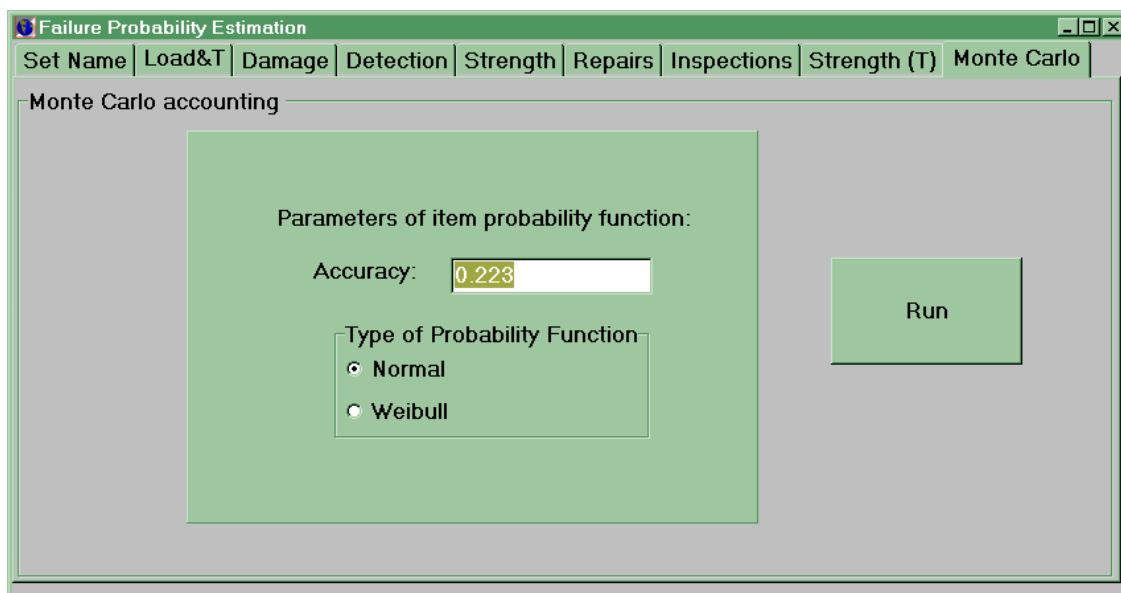 Failure Probability Estimation
Set Name Load&T Damage Detection Strength Repairs Inspections Strength (T) Monte Carlo
Monte Carlo accounting
Parameters of item probability function:
Accuracy: 0.223
Run
Type of Probability Function
Normal
Weibull